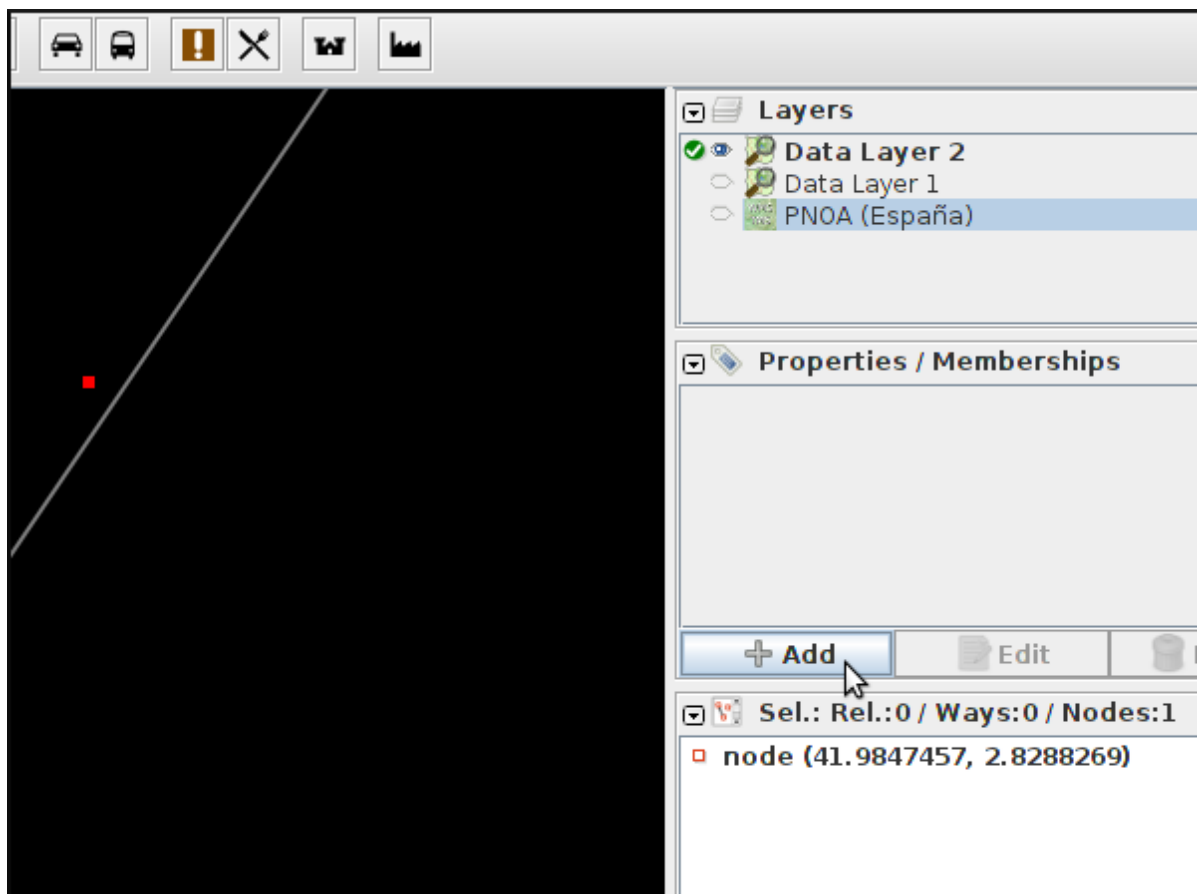 Layers
Data Layer 2
Data Layer 1
PNOA (España)
Properties / Memberships
Add
Edit
Sel.: Rel.:0 / Ways:0 / Nodes:1
node (41.9847457, 2.8288269)